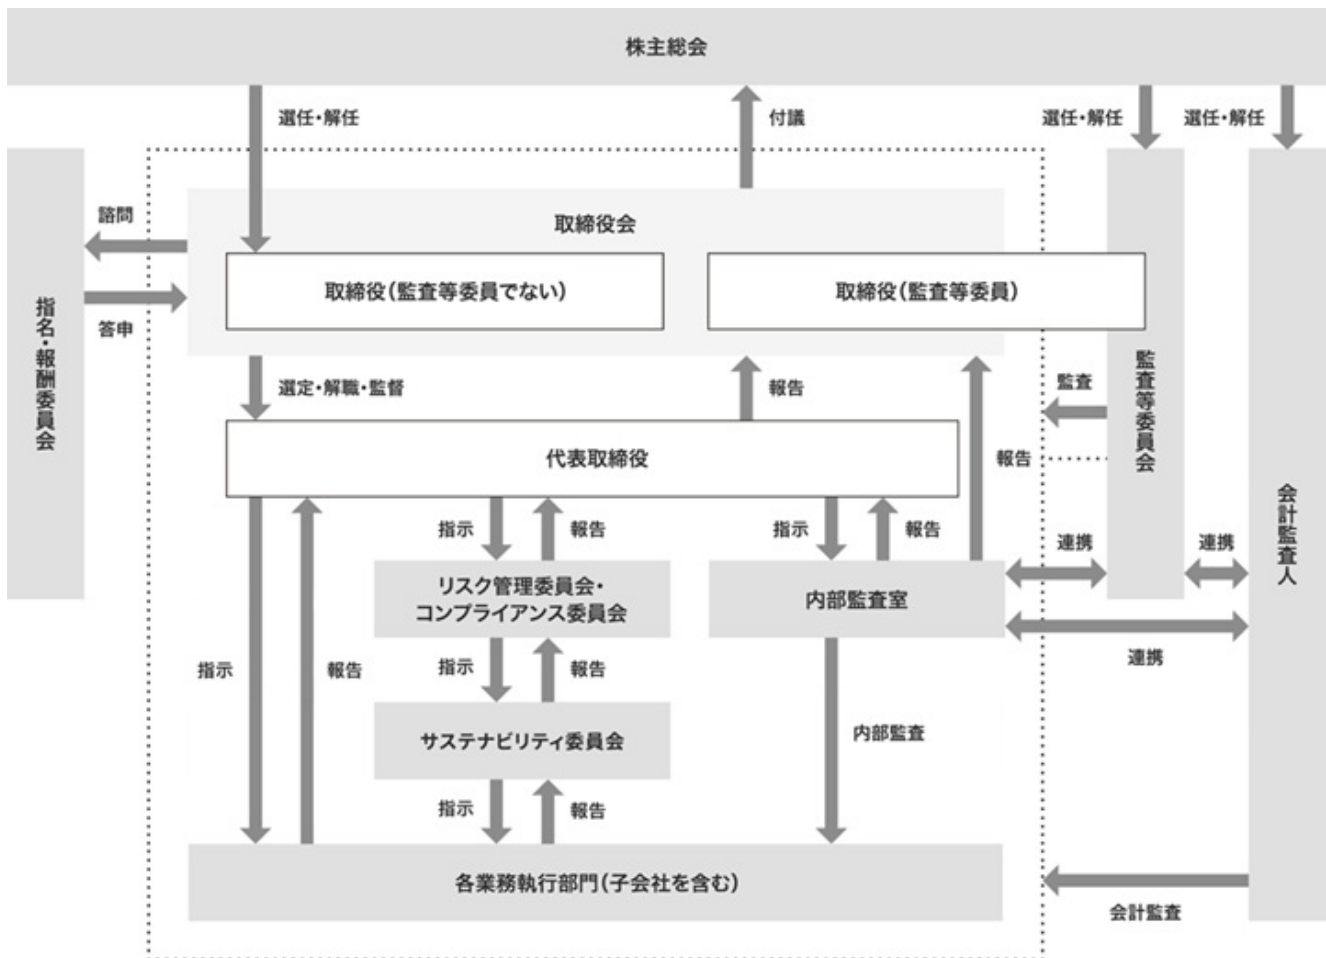 株主総会
選任・解任
付議
選任・解任
選任・解任
諮問
取締役会
取締役(監査等委員でない)
取締役(監査等委員)
答申
指名・報酬委員会
選定・解職・監督
報告
監査
監査等委員会
代表取締役
報告
会計監査人
指示
報告
指示
報告
連携
連携
リスク管理委員会・
コンプライアンス委員会
内部監査室
指示
報告
指示
報告
連携
サステナビリティ委員会
内部監査
指示
報告
各業務執行部門(子会社を含む)
会計監査